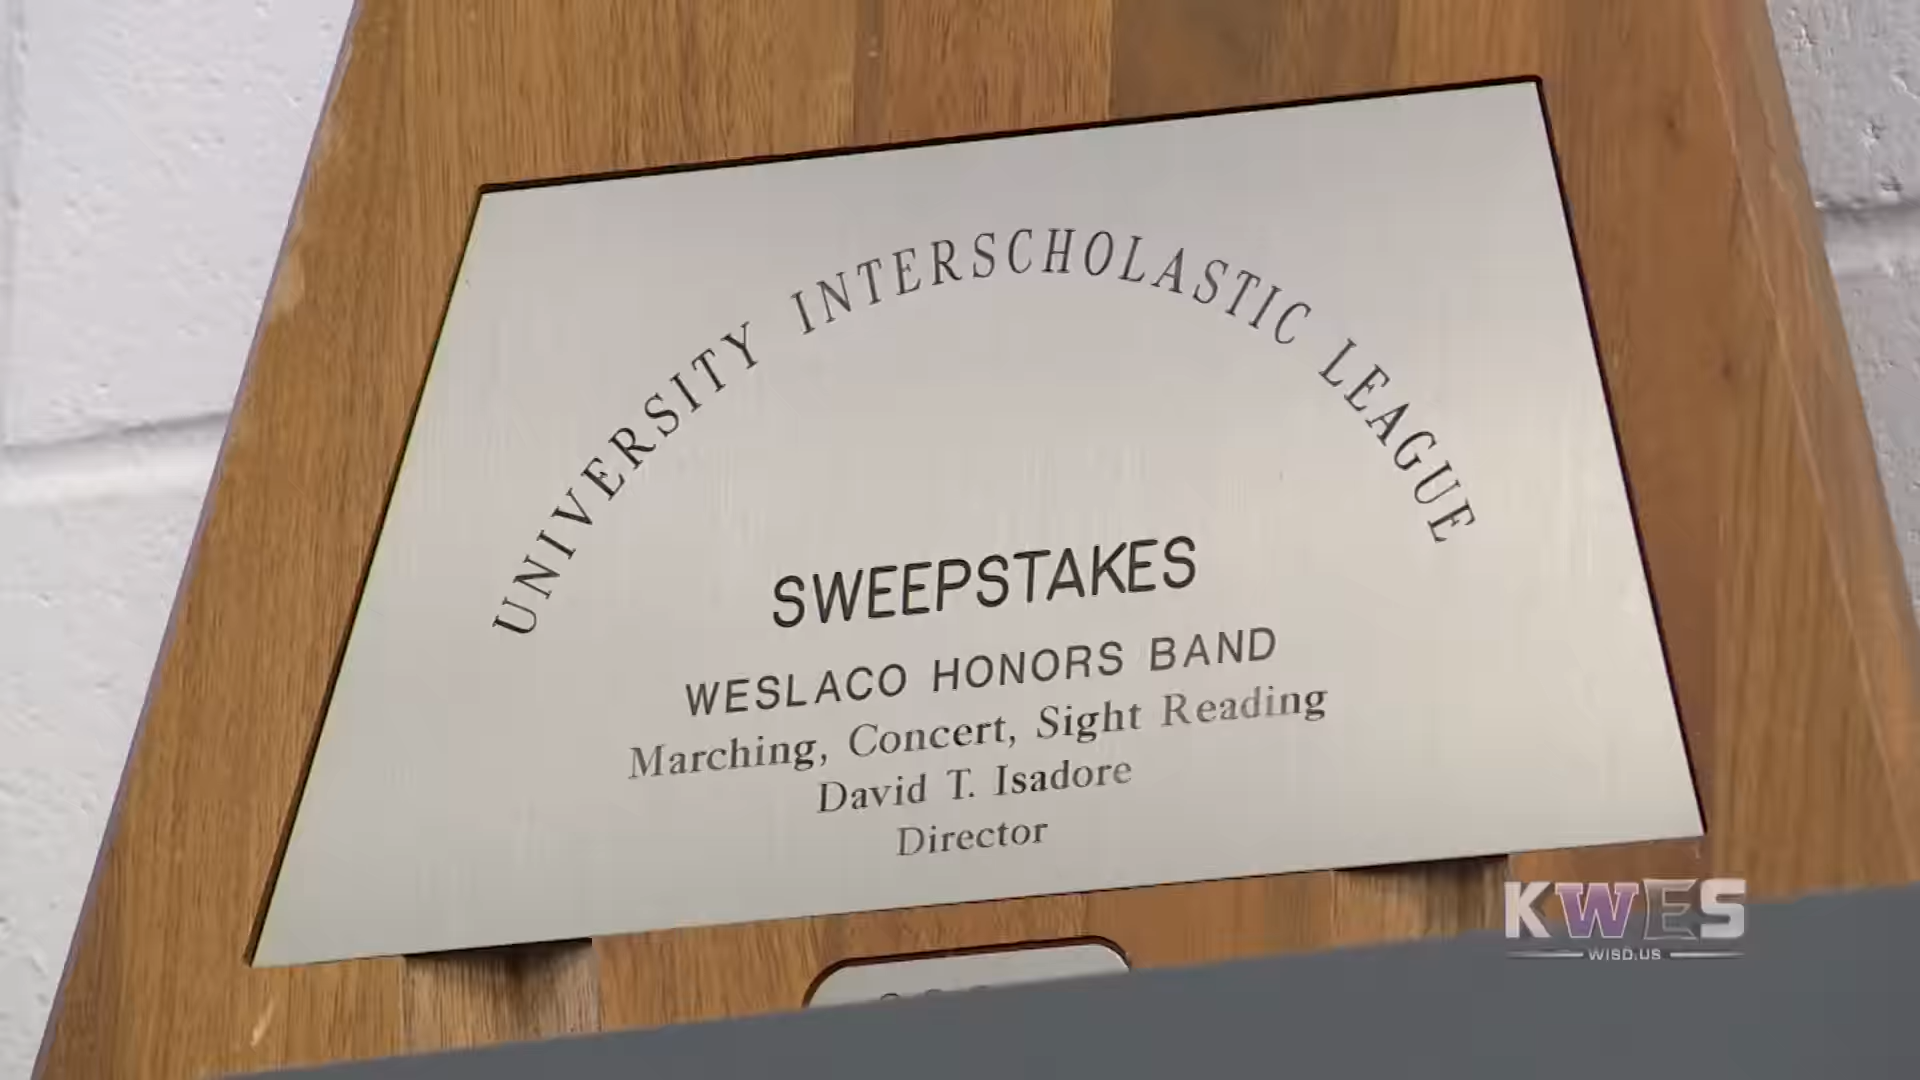 UNIVERSITY INTERSCHOLASTIC LEAGUE
SWEEPSTAKES
WESLACO HONORS BAND
Marching, Concert, Sight Reading
David T. Isadore
Director
KWES
WISD.US